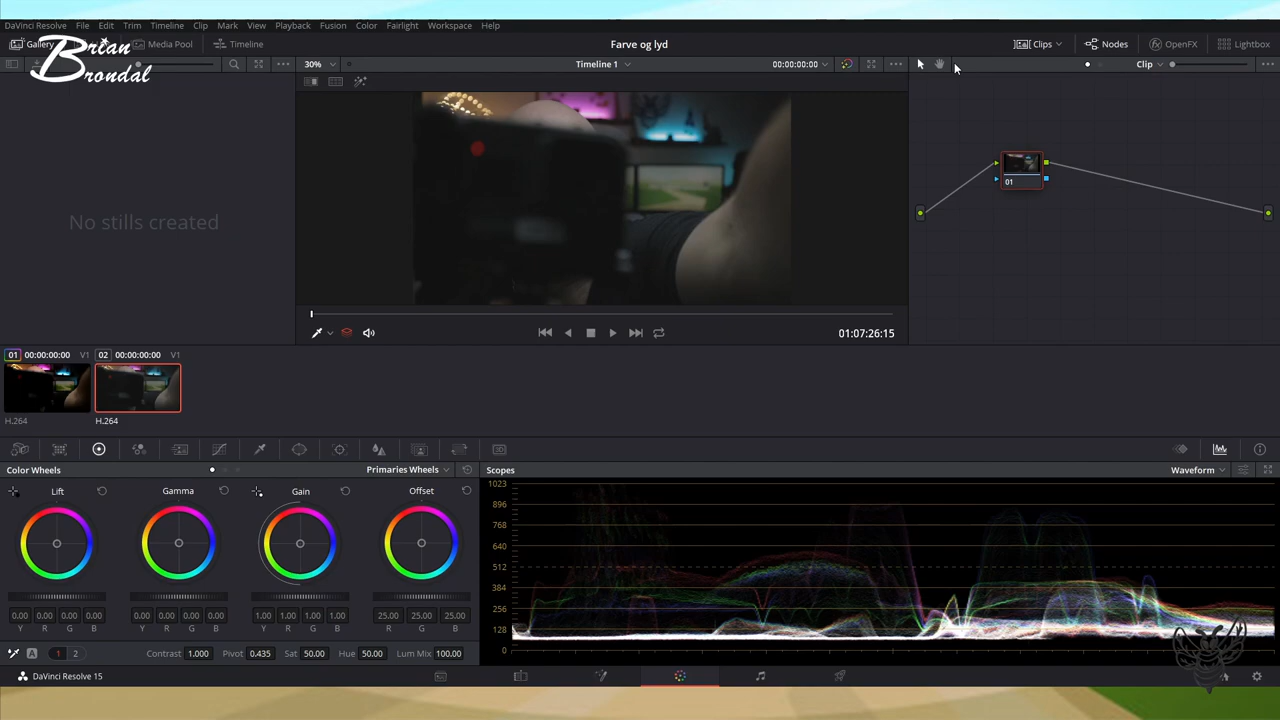 DaVinci Resolve File Edit Trim Timeline Clip Mark View Playback Fusion Color Fairlight Workspace Help
Gallery Media Pool Timeline Farve og lyd Clips Nodes OpenFX Lightbox
Brian
Brondal
30% Timeline 1 00:00:00:00 Clip
No stills created
01
01:07:26:15
01 00:00:00:00 V1 02 00:00:00:00 V1
H.264 H.264
Color Wheels Primaries Wheels Scopes Waveform
Lift Gamma Gain Offset
1023
896
768
640
512
384
256
128
0
0.00 0.00 0.00 0.00 0.00 0.00 0.00 0.00 1.00 1.00 1.00 1.00 25.00 25.00 25.00
Y R G B Y R G B Y R G B R G B
A 1 2 Contrast 1.000 Pivot 0.435 Sat 50.00 Hue 50.00 Lum Mix 100.00
DaVinci Resolve 15